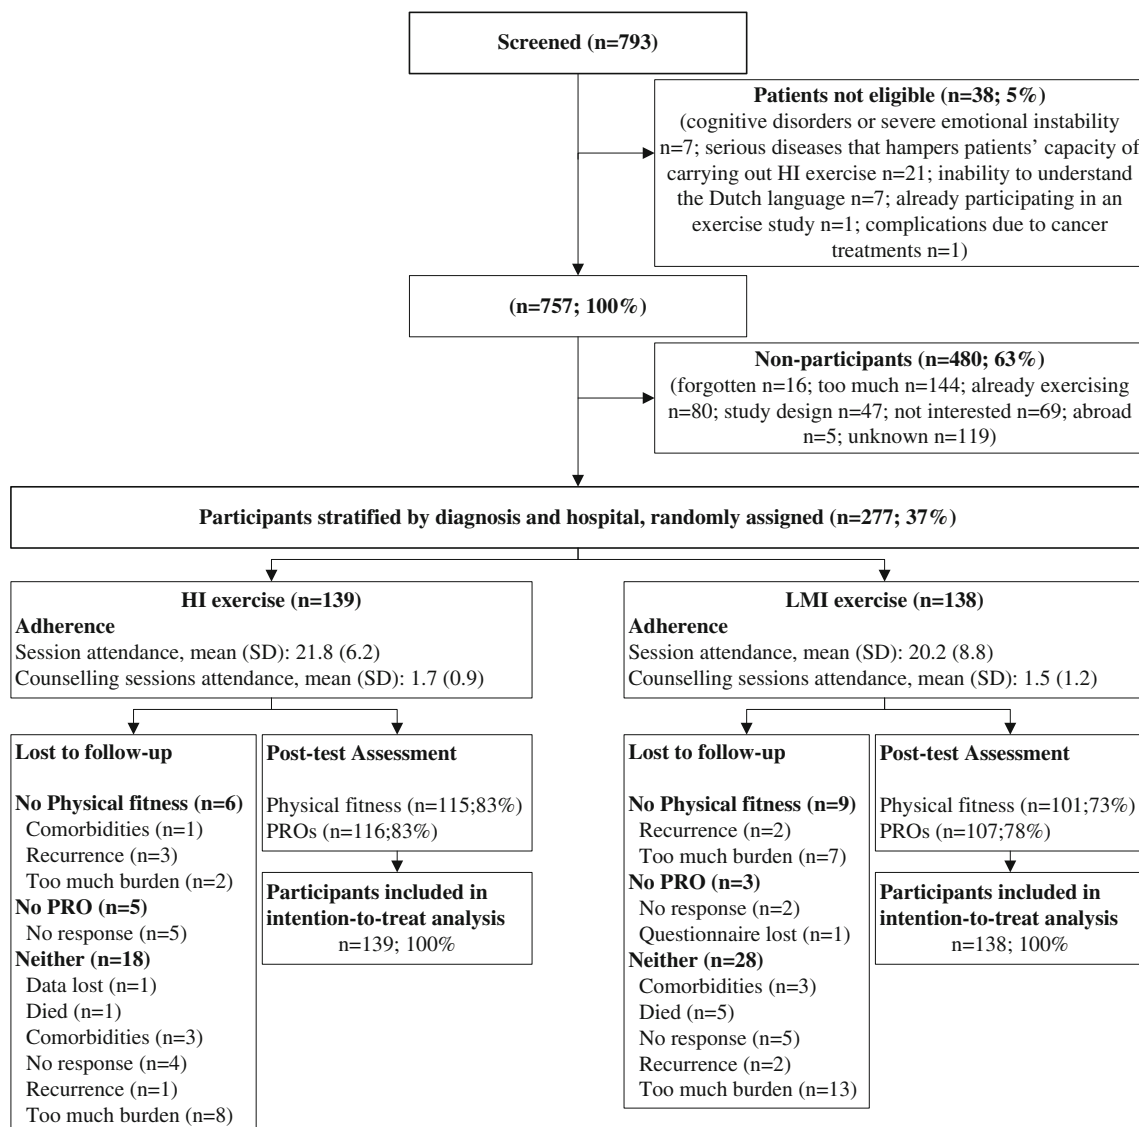 Screened (n=793)
Patients not eligible (n=38; 5%)
(cognitive disorders or severe emotional instability
n=7; serious diseases that hampers patients' capacity of
carrying out HI exercise n=21; inability to understand
the Dutch language n=7; already participating in an
exercise study n=1; complications due to cancer
treatments n=1)
(n=757; 100%)
Non-participants (n=480; 63%)
(forgotten n=16; too much n=144; already exercising
n=80; study design n=47; not interested n=69; abroad
n=5; unknown n=119)
Participants stratified by diagnosis and hospital, randomly assigned (n=277; 37%)
HI exercise (n=139)
Adherence
Session attendance, mean (SD): 21.8 (6.2)
Counselling sessions attendance, mean (SD): 1.7 (0.9)
LMI exercise (n=138)
Adherence
Session attendance, mean (SD): 20.2 (8.8)
Counselling sessions attendance, mean (SD): 1.5 (1.2)
Lost to follow-up
No Physical fitness (n=6)
Comorbidities (n=1)
Recurrence (n=3)
Too much burden (n=2)
No PRO (n=5)
No response (n=5)
Neither (n=18)
Data lost (n=1)
Died (n=1)
Comorbidities (n=3)
No response (n=4)
Recurrence (n=1)
Too much burden (n=8)
Post-test Assessment
Physical fitness (n=115;83%)
PROs (n=116;83%)
Participants included in
intention-to-treat analysis
n=139; 100%
Lost to follow-up
No Physical fitness (n=9)
Recurrence (n=2)
Too much burden (n=7)
No PRO (n=3)
No response (n=2)
Questionnaire lost (n=1)
Neither (n=28)
Comorbidities (n=3)
Died (n=5)
No response (n=5)
Recurrence (n=2)
Too much burden (n=13)
Post-test Assessment
Physical fitness (n=101;73%)
PROs (n=107;78%)
Participants included in
intention-to-treat analysis
n=138; 100%